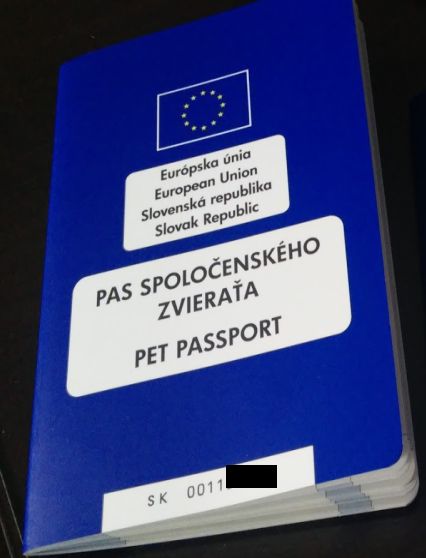 Európska únia
European Union
Slovenská republika
Slovak Republic
PAS SPOLOČENSKÉHO
ZVIERAŤA
PET PASSPORT
SK 0011